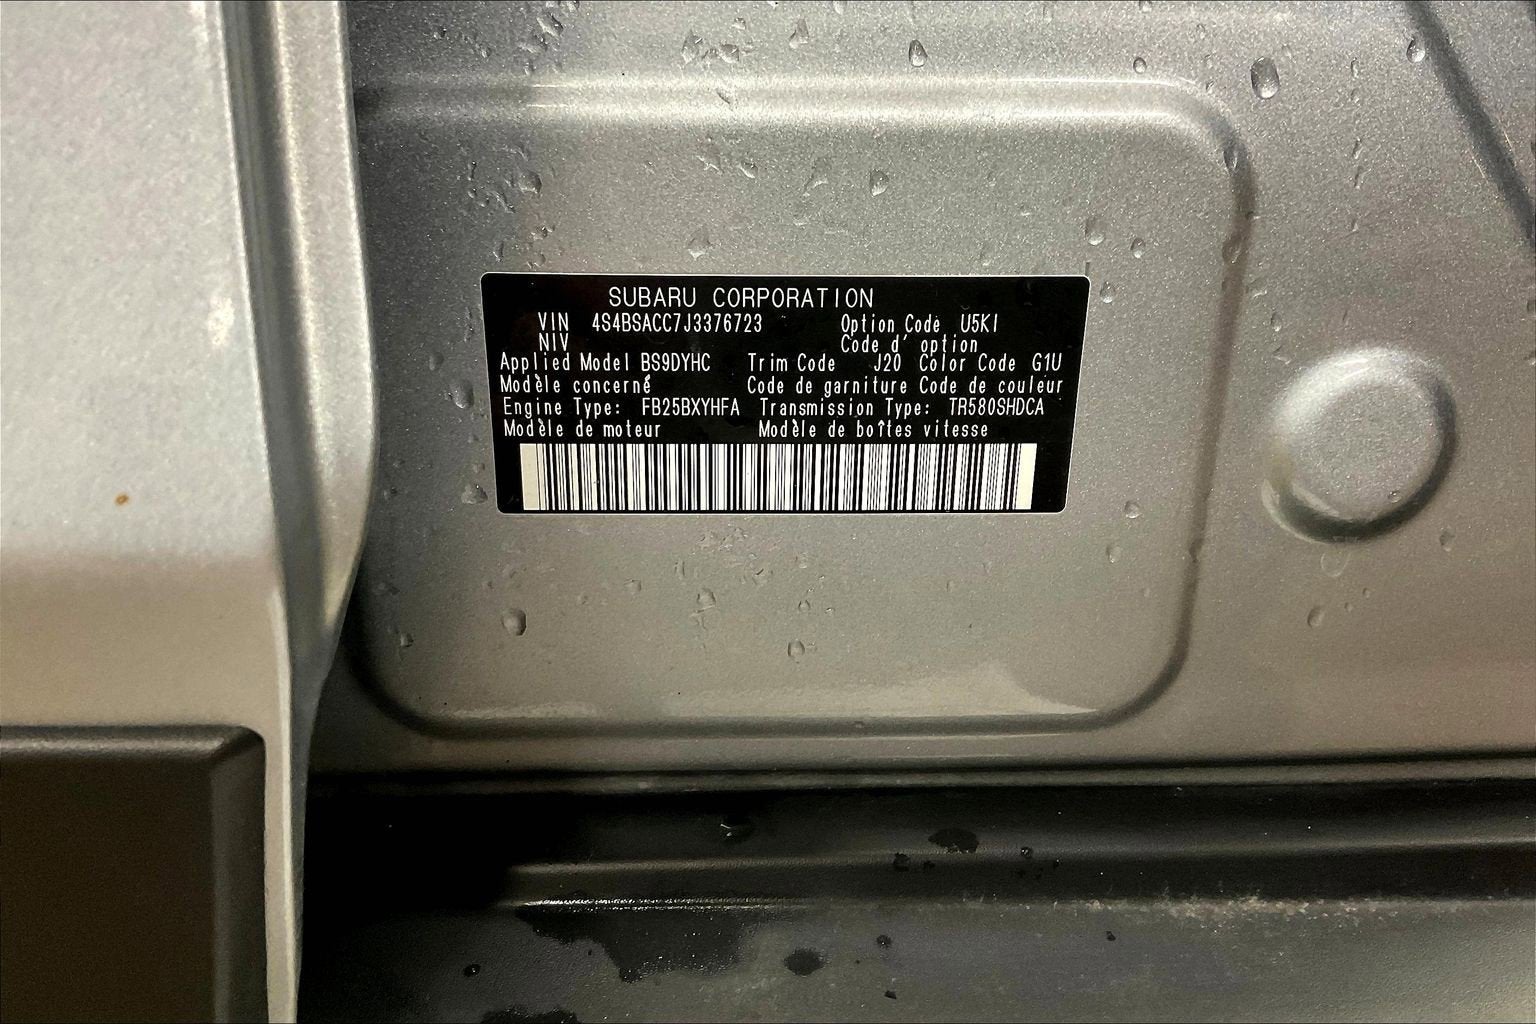 SUBARU CORPORATION
VIN 4S4BSACC7J3376723 Option Code U5KI
NIV Code d' option
Applied Model BS9DYHC Trim Code J20 Color Code G1U
Modèle concerné Code de garniture Code de couleur
Engine Type: FB25BXYHFA Transmission Type: TR580SHDCA
Modèle de moteur Modèle de boîtes vitesse